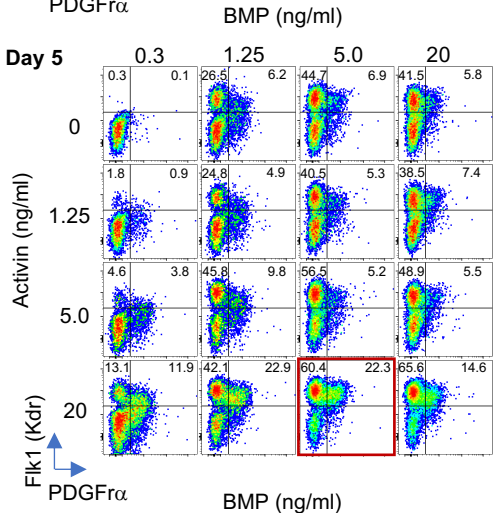 PDGFrα
BMP (ng/ml)
Day 5 0.3 1.25 5.0 20
0.3 0.1 26.5 6.2 44.7 6.9 41.5 5.8
0
1.8 0.9 24.8 4.9 40.5 5.3 38.5 7.4
1.25
4.6 3.8 45.8 9.8 56.5 5.2 48.9 5.5
5.0
13.1 11.9 42.1 22.9 60.4 22.3 65.6 14.6
20
Activin (ng/ml)
Flk1 (Kdr)
PDGFrα
BMP (ng/ml)